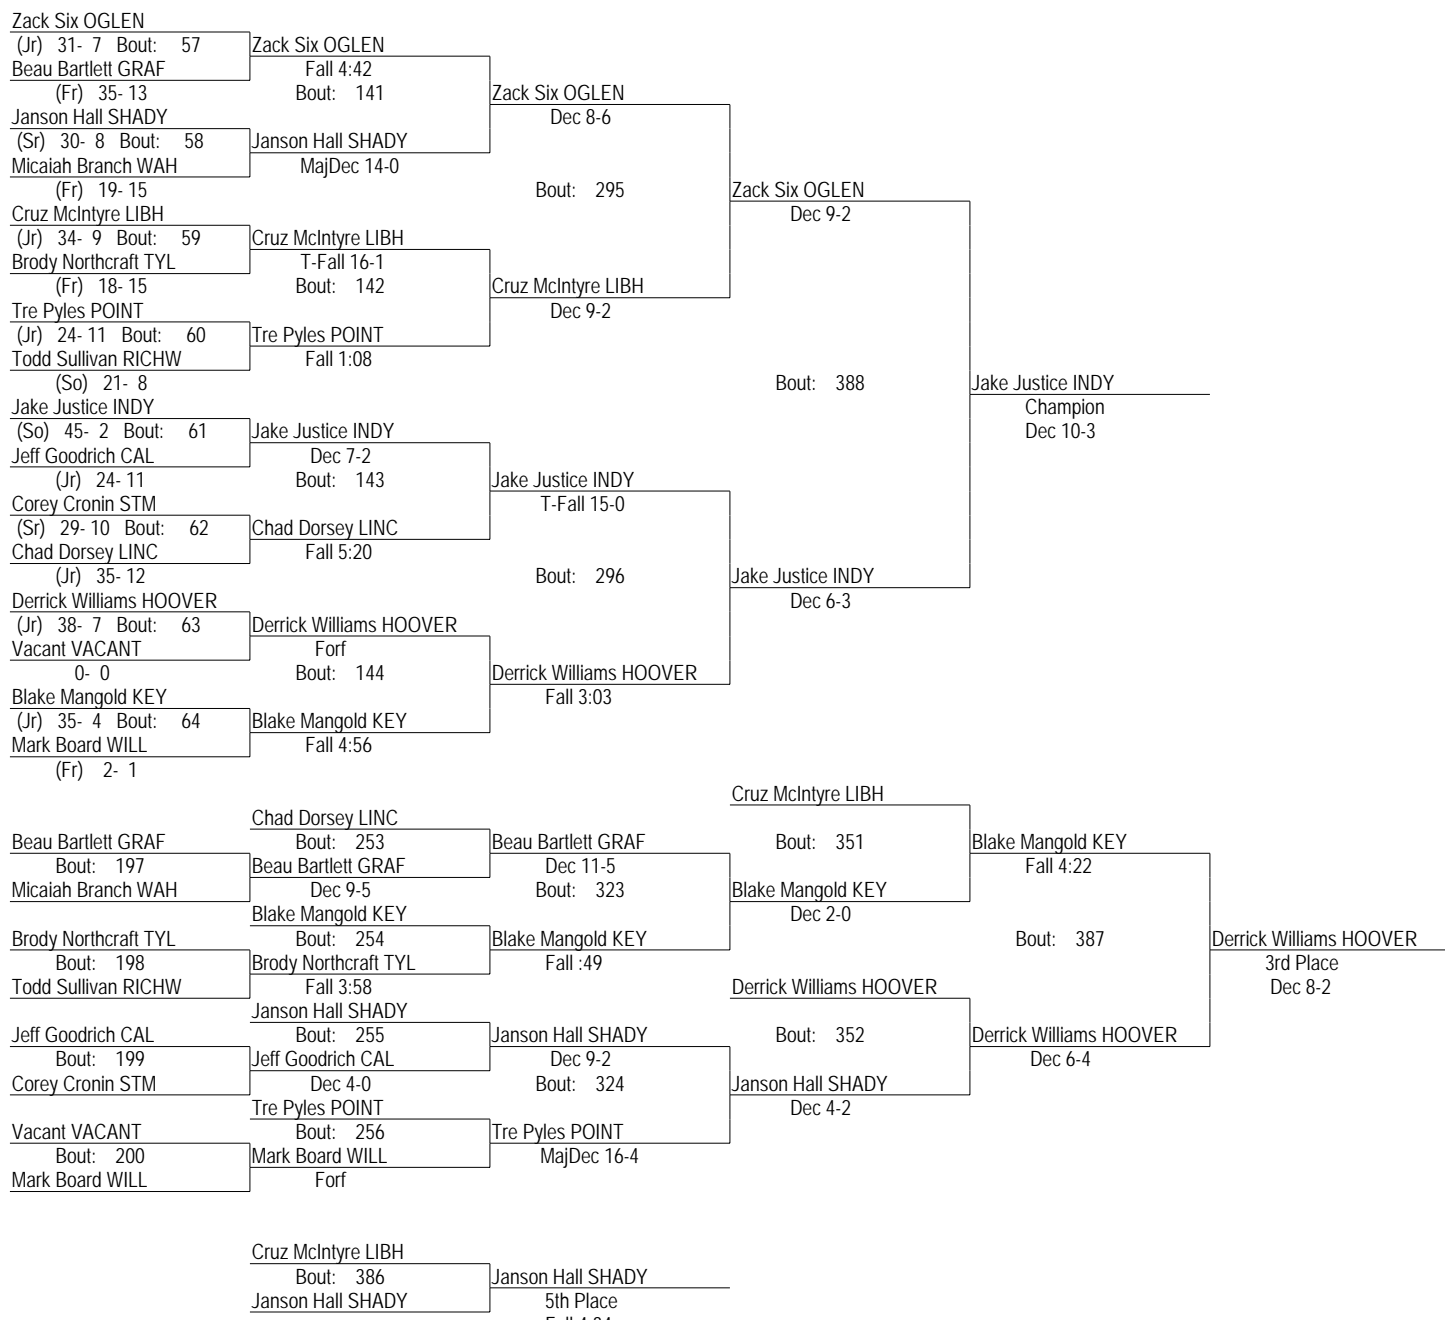 Zack Six OGLEN
(Jr) 31- 7 Bout: 57
Zack Six OGLEN
Beau Bartlett GRAF
Fall 4:42
(Fr) 35- 13
Bout: 141
Zack Six OGLEN
Janson Hall SHADY
Dec 8-6
(Sr) 30- 8 Bout: 58
Janson Hall SHADY
Micaiah Branch WAH
MajDec 14-0
(Fr) 19- 15
Bout: 295
Zack Six OGLEN
Cruz McIntyre LIBH
Dec 9-2
(Jr) 34- 9 Bout: 59
Cruz McIntyre LIBH
Brody Northcraft TYL
T-Fall 16-1
(Fr) 18- 15
Bout: 142
Cruz McIntyre LIBH
Tre Pyles POINT
Dec 9-2
(Jr) 24- 11 Bout: 60
Tre Pyles POINT
Todd Sullivan RICHW
Fall 1:08
(So) 21- 8
Bout: 388
Jake Justice INDY
Jake Justice INDY
Champion
(So) 45- 2 Bout: 61
Jake Justice INDY
Dec 10-3
Jeff Goodrich CAL
Dec 7-2
(Jr) 24- 11
Bout: 143
Jake Justice INDY
Corey Cronin STM
T-Fall 15-0
(Sr) 29- 10 Bout: 62
Chad Dorsey LINC
Chad Dorsey LINC
Fall 5:20
(Jr) 35- 12
Bout: 296
Jake Justice INDY
Derrick Williams HOOVER
Dec 6-3
(Jr) 38- 7 Bout: 63
Derrick Williams HOOVER
Vacant VACANT
Forf
0- 0
Bout: 144
Derrick Williams HOOVER
Blake Mangold KEY
Fall 3:03
(Jr) 35- 4 Bout: 64
Blake Mangold KEY
Mark Board WILL
Fall 4:56
(Fr) 2- 1
Cruz McIntyre LIBH
Chad Dorsey LINC
Beau Bartlett GRAF
Bout: 253
Beau Bartlett GRAF
Bout: 351
Blake Mangold KEY
Bout: 197
Beau Bartlett GRAF
Dec 11-5
Fall 4:22
Micaiah Branch WAH
Dec 9-5
Bout: 323
Blake Mangold KEY
Blake Mangold KEY
Dec 2-0
Brody Northcraft TYL
Bout: 254
Blake Mangold KEY
Bout: 387
Derrick Williams HOOVER
Bout: 198
Brody Northcraft TYL
Fall :49
3rd Place
Todd Sullivan RICHW
Fall 3:58
Derrick Williams HOOVER
Dec 8-2
Janson Hall SHADY
Jeff Goodrich CAL
Bout: 255
Janson Hall SHADY
Bout: 352
Derrick Williams HOOVER
Bout: 199
Jeff Goodrich CAL
Dec 9-2
Dec 6-4
Corey Cronin STM
Dec 4-0
Bout: 324
Janson Hall SHADY
Tre Pyles POINT
Dec 4-2
Vacant VACANT
Bout: 256
Tre Pyles POINT
Bout: 200
Mark Board WILL
MajDec 16-4
Mark Board WILL
Forf
Cruz McIntyre LIBH
Bout: 386
Janson Hall SHADY
Janson Hall SHADY
5th Place